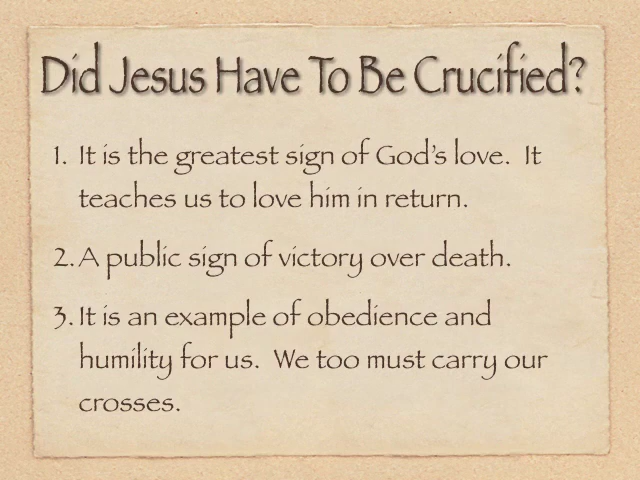 Did Jesus Have To Be Crucified?
1. It is the greatest sign of God's love. It
teaches us to love him in return.
2. A public sign of victory over death.
3. It is an example of obedience and
humility for us. We too must carry our
crosses.